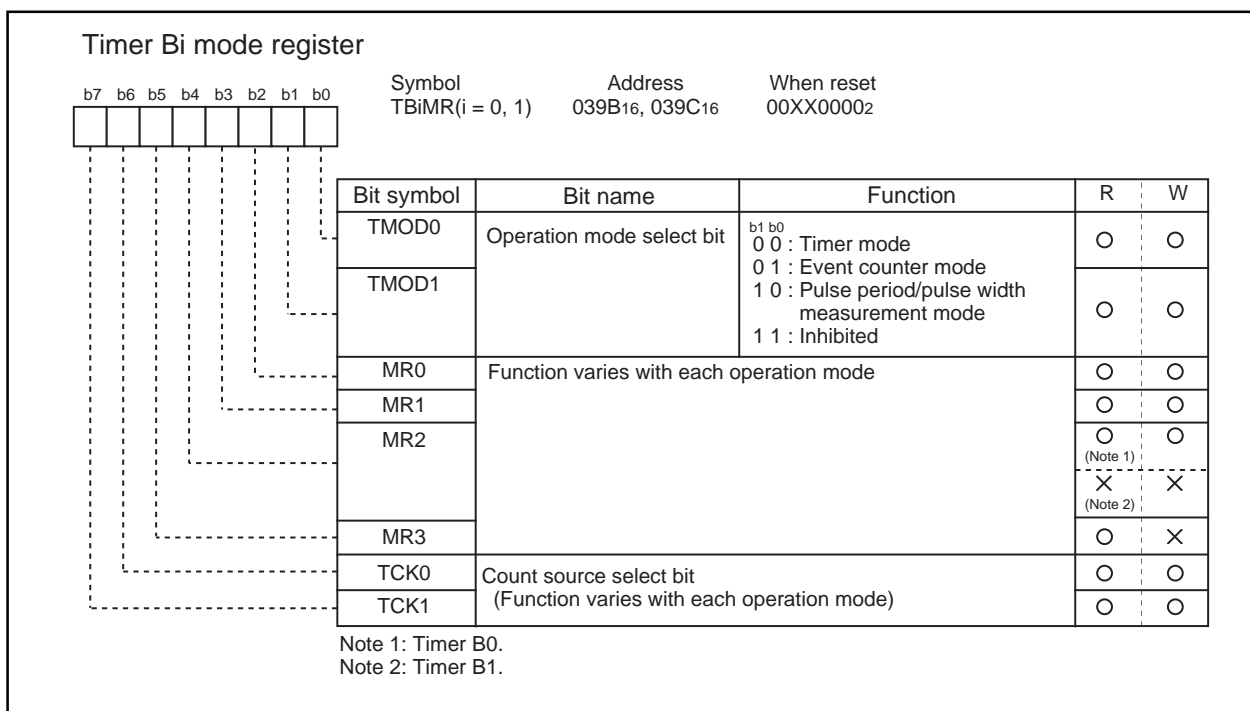 Timer Bi mode register
Symbol Address When reset
TBiMR(i = 0, 1) 039B16, 039C16 00XX00002
b7 b6 b5 b4 b3 b2 b1 b0
Bit symbol Bit name Function R W
TMOD0 Operation mode select bit b1 b0
0 0 : Timer mode
0 1 : Event counter mode
TMOD1 1 0 : Pulse period/pulse width
measurement mode
1 1 : Inhibited
MR0 Function varies with each operation mode
MR1
MR2
(Note 1)
(Note 2)
MR3
TCK0 Count source select bit
TCK1 (Function varies with each operation mode)
Note 1: Timer B0.
Note 2: Timer B1.